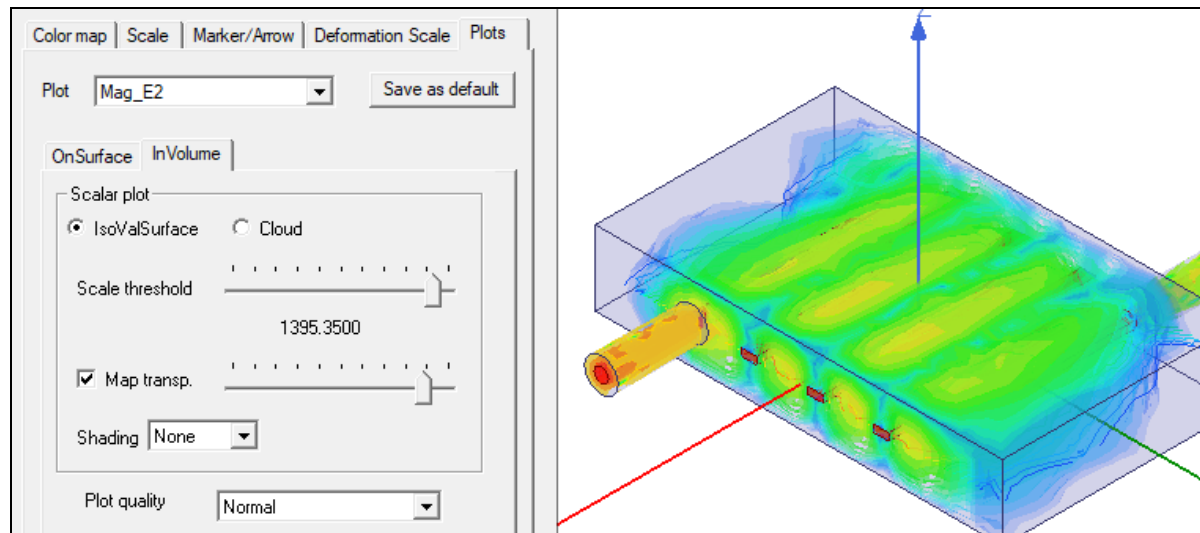 Color map Scale Marker/Arrow Deformation Scale Plots
Plot Mag_E2 Save as default
OnSurface InVolume
Scalar plot
IsoValSurface Cloud
Scale threshold
1395.3500
Map transp.
Shading None
Plot quality Normal